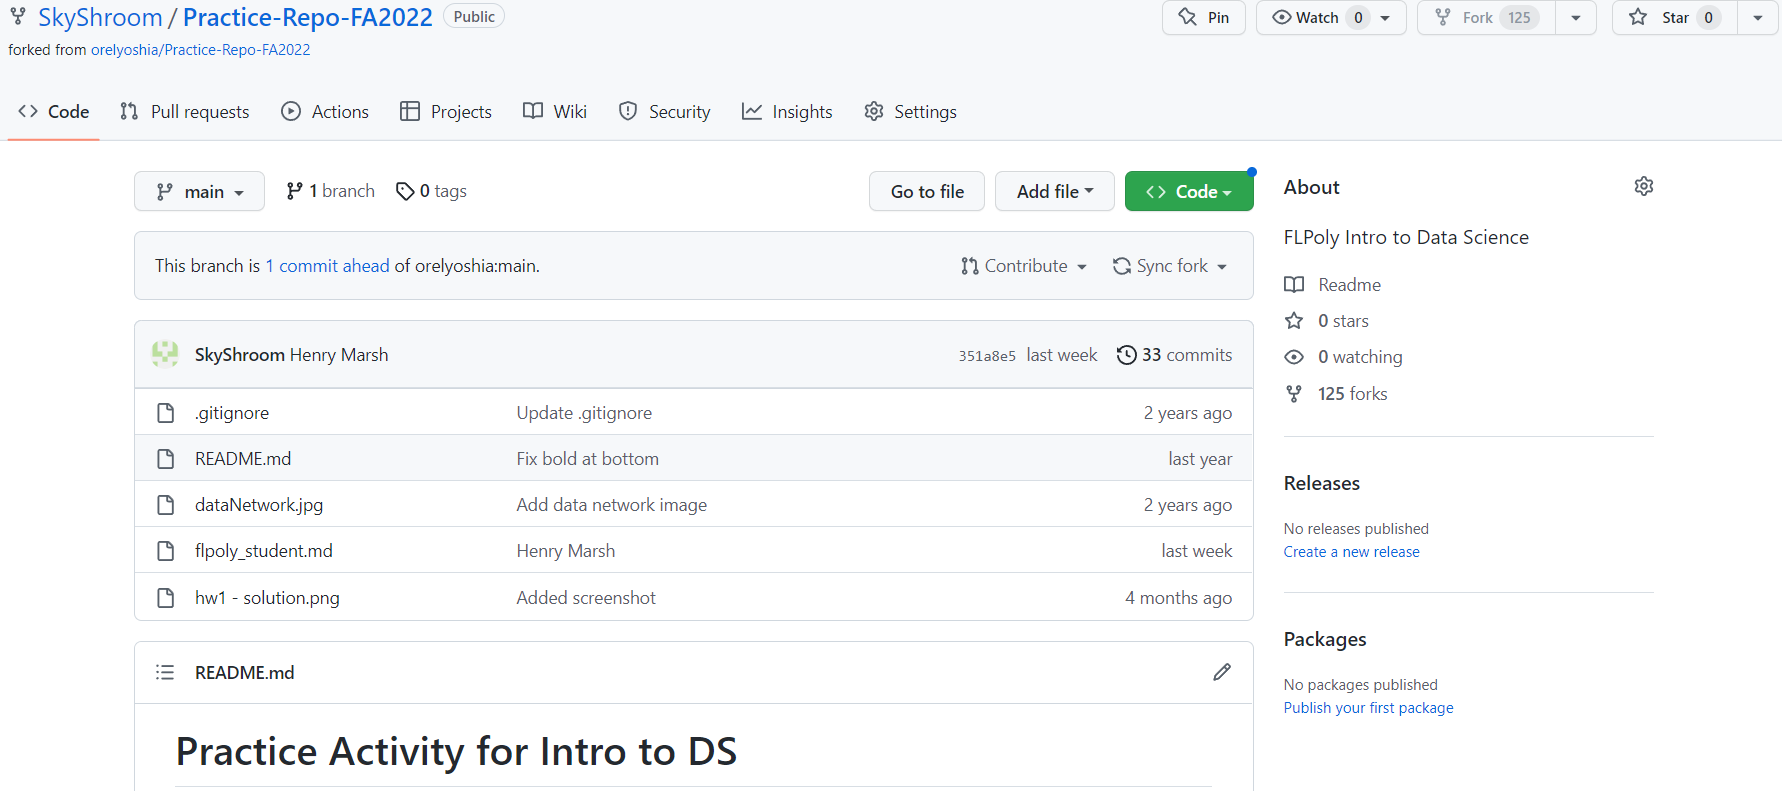 SkyShroom / Practice-Repo-FA2022 Public Pin Watch 0 Fork 125 Star 0
forked from orelyoshia/Practice-Repo-FA2022
Code Pull requests Actions Projects Wiki Security Insights Settings
main 1 branch 0 tags Go to file Add file Code
This branch is 1 commit ahead of orelyoshia:main. Contribute Sync fork
SkyShroom Henry Marsh 351a8e5 last week 33 commits
.gitignore Update .gitignore 2 years ago
README.md Fix bold at bottom last year
dataNetwork.jpg Add data network image 2 years ago
flpoly_student.md Henry Marsh last week
hw1 - solution.png Added screenshot 4 months ago
README.md
Practice Activity for Intro to DS
About
FLPoly Intro to Data Science
Readme
0 stars
0 watching
125 forks
Releases
No releases published
Create a new release
Packages
No packages published
Publish your first package